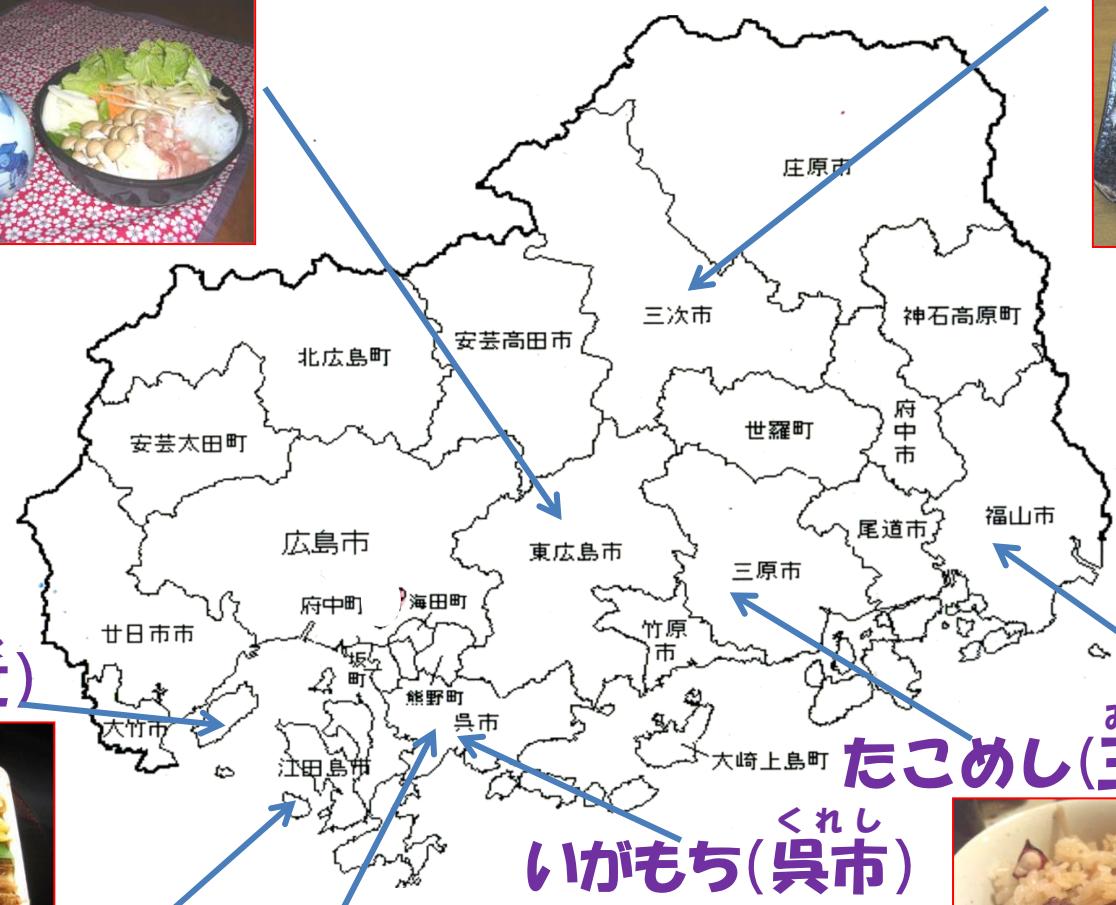 庄原市
三次市
神石高原町
安芸高田市
北広島町
世羅町
府中市
安芸太田町
福山市
尾道市
広島市
東広島市
三原市
府中町
海田町
廿日市市
竹原市
坂町
熊野町
呉市
大竹市
江田島市
大崎上島町
たこめし(
くれし
いがもち(呉市)